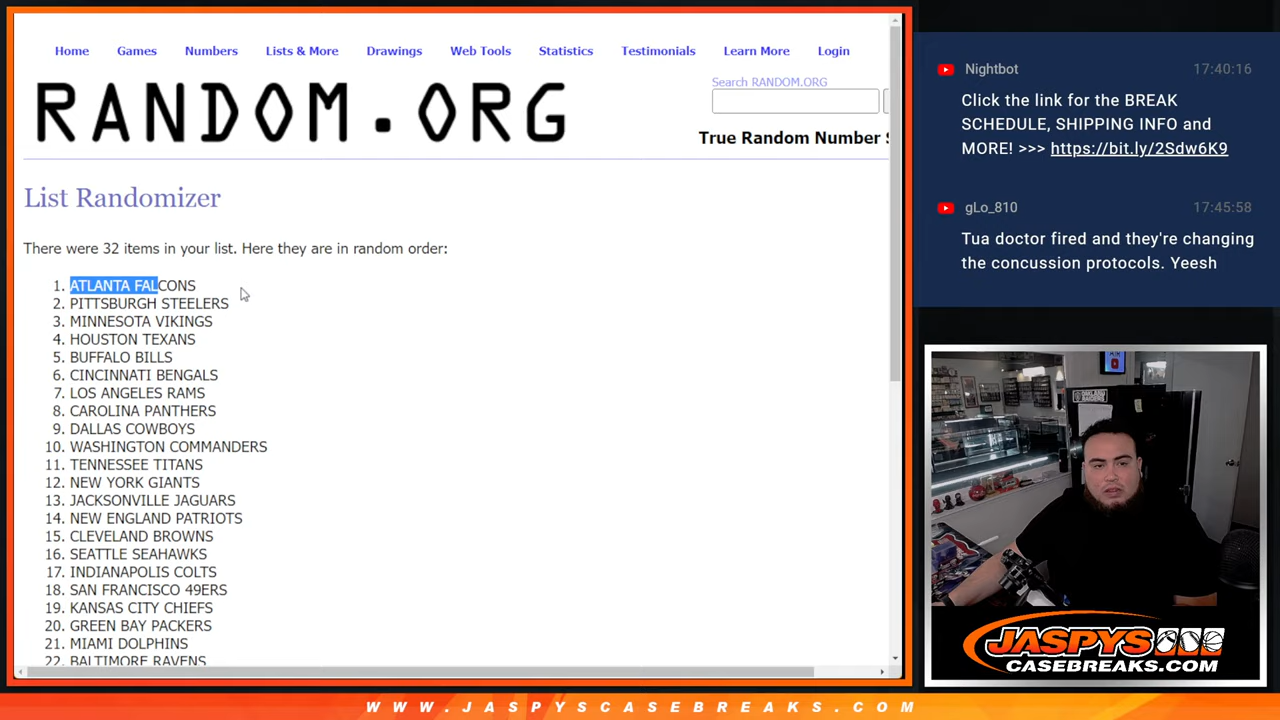 Home Games Numbers Lists & More Drawings Web Tools Statistics Testimonials Learn More Login
RANDOM.ORG
Search RANDOM.ORG
True Random Number
List Randomizer
There were 32 items in your list. Here they are in random order:
1. ATLANTA FALCONS
2. PITTSBURGH STEELERS
3. MINNESOTA VIKINGS
4. HOUSTON TEXANS
5. BUFFALO BILLS
6. CINCINNATI BENGALS
7. LOS ANGELES RAMS
8. CAROLINA PANTHERS
9. DALLAS COWBOYS
10. WASHINGTON COMMANDERS
11. TENNESSEE TITANS
12. NEW YORK GIANTS
13. JACKSONVILLE JAGUARS
14. NEW ENGLAND PATRIOTS
15. CLEVELAND BROWNS
16. SEATTLE SEAHAWKS
17. INDIANAPOLIS COLTS
18. SAN FRANCISCO 49ERS
19. KANSAS CITY CHIEFS
20. GREEN BAY PACKERS
21. MIAMI DOLPHINS
22. BALTIMORE RAVENS
Nightbot 17:40:16
Click the link for the BREAK
SCHEDULE, SHIPPING INFO and
MORE! >>> https://bit.ly/2Sdw6K9
gLo_810 17:45:58
Tua doctor fired and they're changing
the concussion protocols. Yeesh
JASPYS
CASEBREAKS.COM
WWW.JASPYSCASEBREAKS.COM